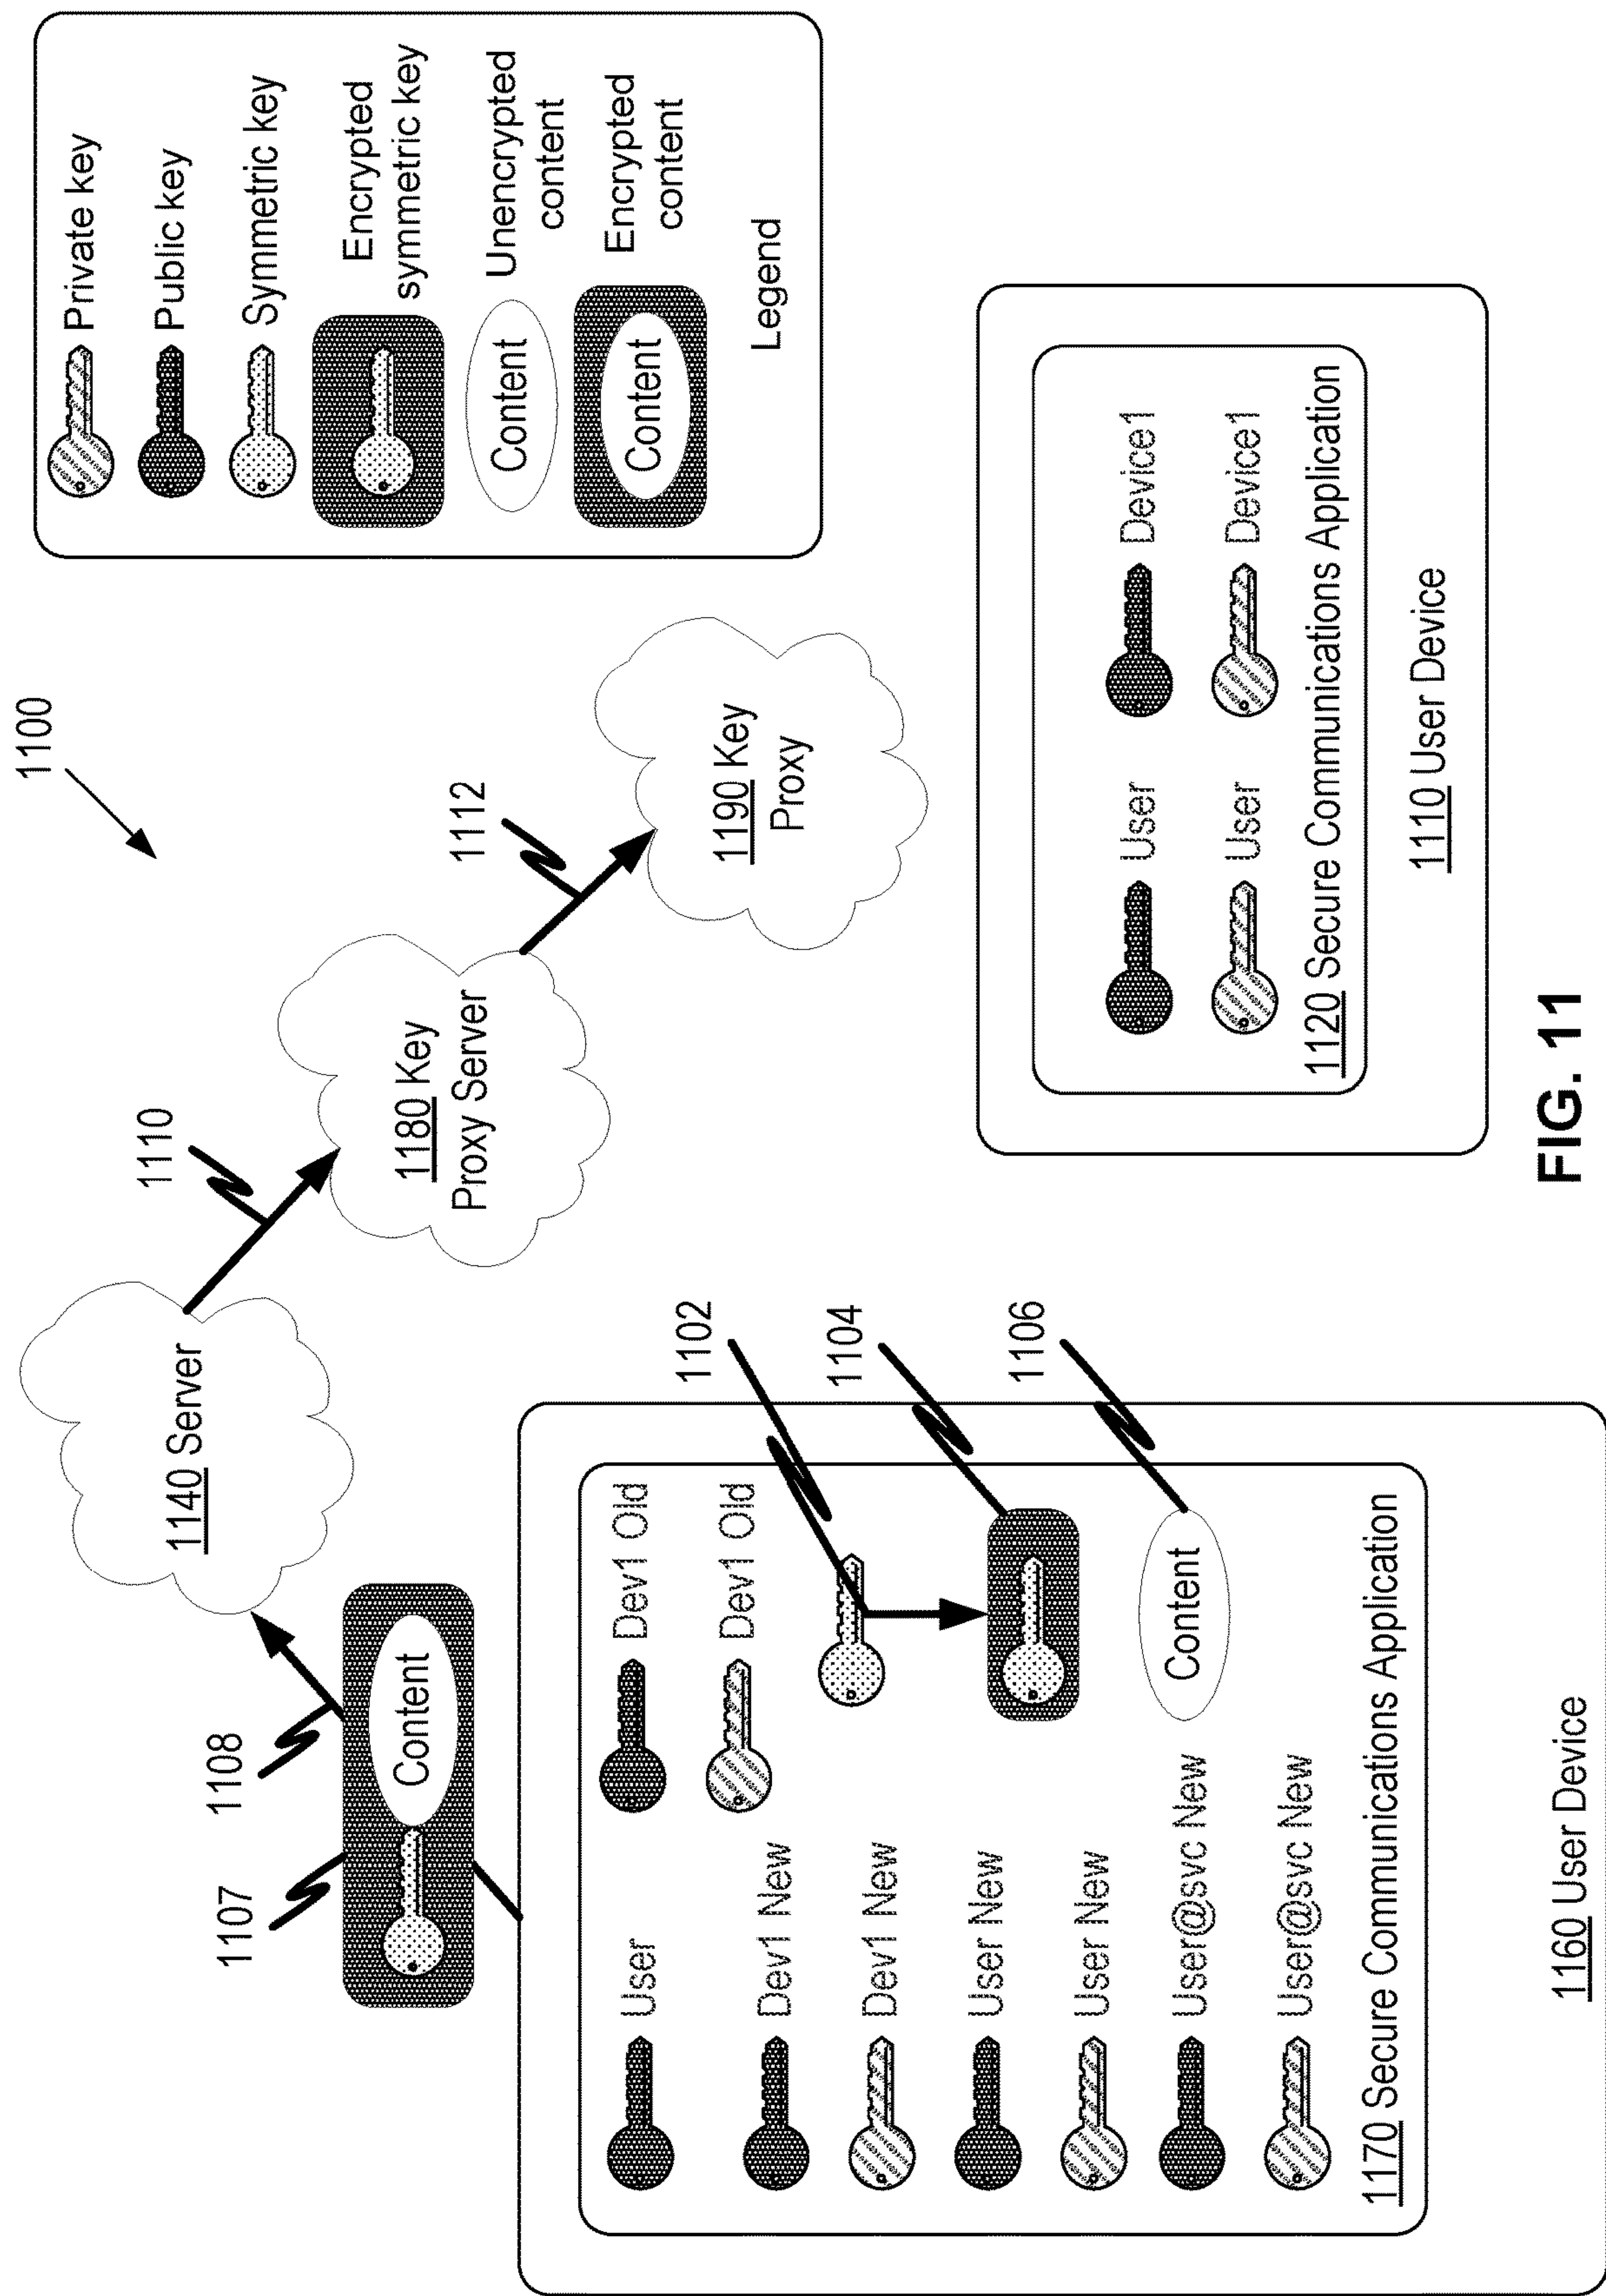 1100
Private key
Public key
Symmetric key
Encrypted
symmetric key
Content
Unencrypted
content
Content
Encrypted
content
Legend
1140 Server
1110
1180 Key
Proxy Server
1112
1190 Key
Proxy
1107
1108
Content
User
Dev1 Old
Dev1 New
Dev1 Old
Dev1 New
User New
User New
User@svc New
User@svc New
1102
1104
1106
Content
1170 Secure Communications Application
1160 User Device
User
Device1
User
Device1
1120 Secure Communications Application
1110 User Device
FIG. 11